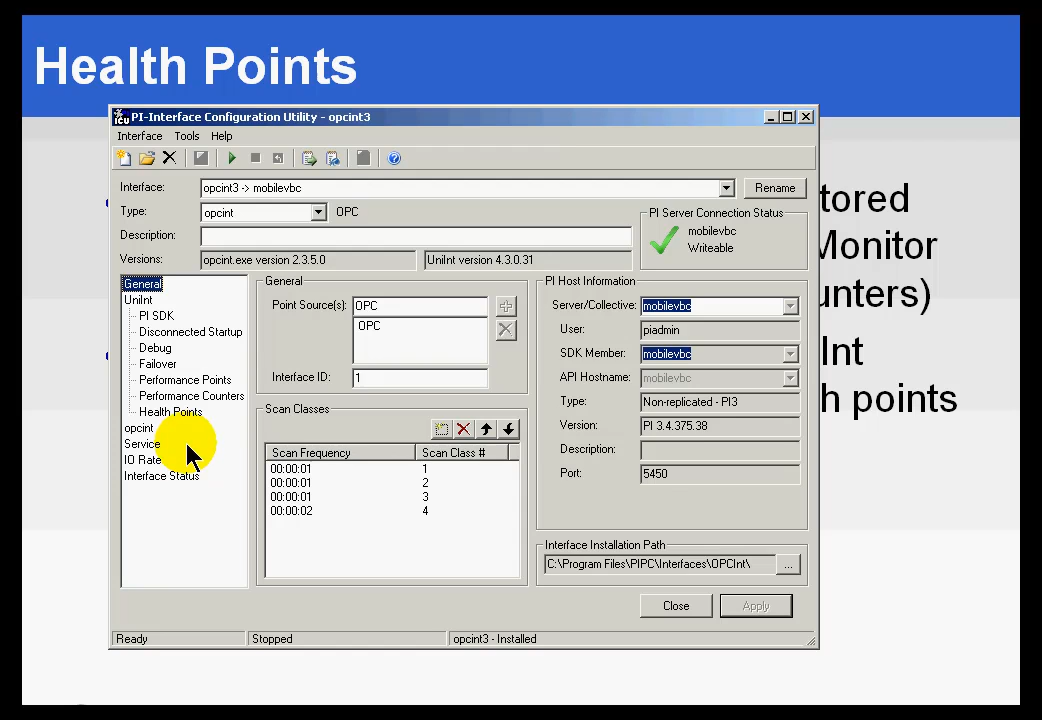 Health Points
PI-Interface Configuration Utility - opcint3
Interface Tools Help
Interface: opcint3 -> mobilevbc Rename
Type: opcint OPC
Description:
Versions: opcint.exe version 2.3.5.0 UniInt version 4.3.0.31
PI Server Connection Status
mobilevbc
Writeable
General
UniInt
PI SDK
Disconnected Startup
Debug
Failover
Performance Points
Performance Counters
Health Points
opcint
Service
IO Rate
Interface Status
General
Point Source(s): OPC
OPC
Interface ID: 1
Scan Classes
Scan Frequency Scan Class #
00:00:01 1
00:00:01 2
00:00:01 3
00:00:02 4
PI Host Information
Server/Collective: mobilevbc
User: piadmin
SDK Member: mobilevbc
API Hostname: mobilevbc
Type: Non-replicated - PI3
Version: PI 3.4.375.38
Description:
Port: 5450
Interface Installation Path
C:\Program Files\PIPC\Interfaces\OPCInt\ ...
Close Apply
Ready Stopped opcint3 - Installed
tored
Monitor
unters)
Int
h points